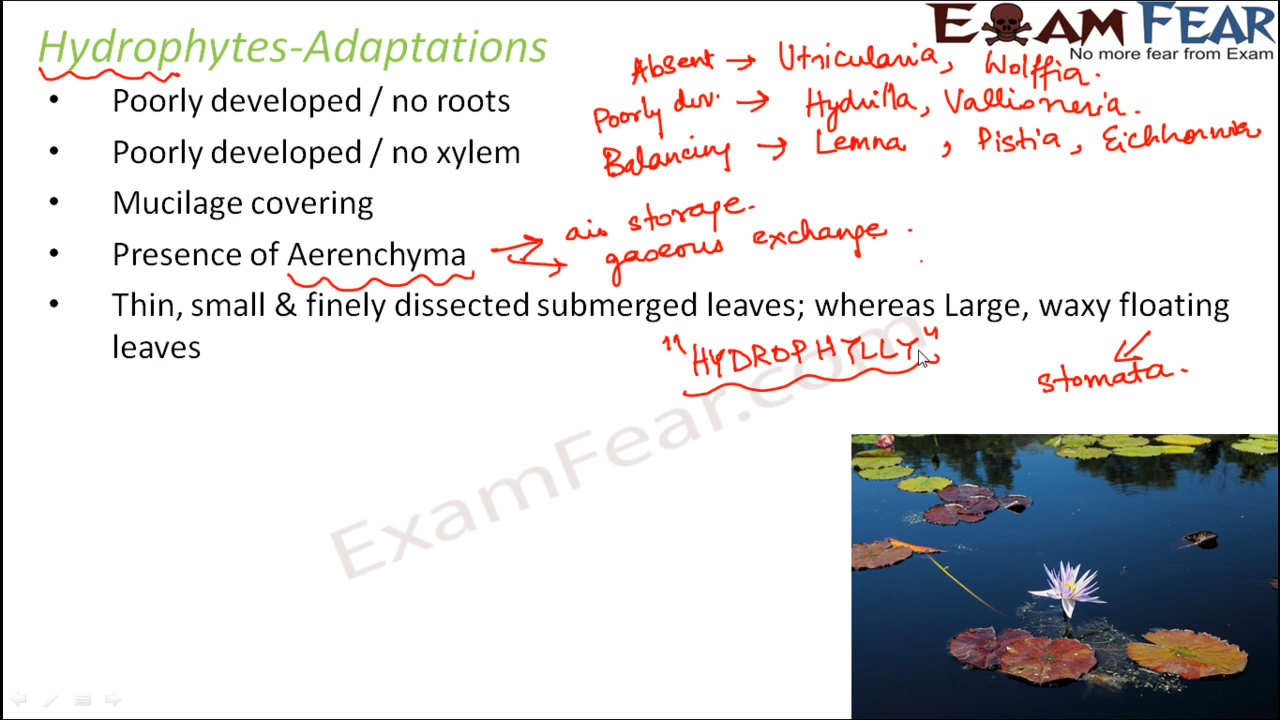 Hydrophytes-Adaptations
EXAM FEAR
No more fear from Exam
Absent → Utricularia, Wolffia.
• Poorly developed / no roots
Poorly dev. → Hydrilla, Vallisneria.
• Poorly developed / no xylem
Balancing → Lemna , Pistia, Eichhornia
• Mucilage covering
→ air storage.
• Presence of Aerenchyma
→ gaseous exchange.
• Thin, small & finely dissected submerged leaves; whereas Large, waxy floating
leaves
"HYDROPHYLLY"
stomata.
ExamFear.com